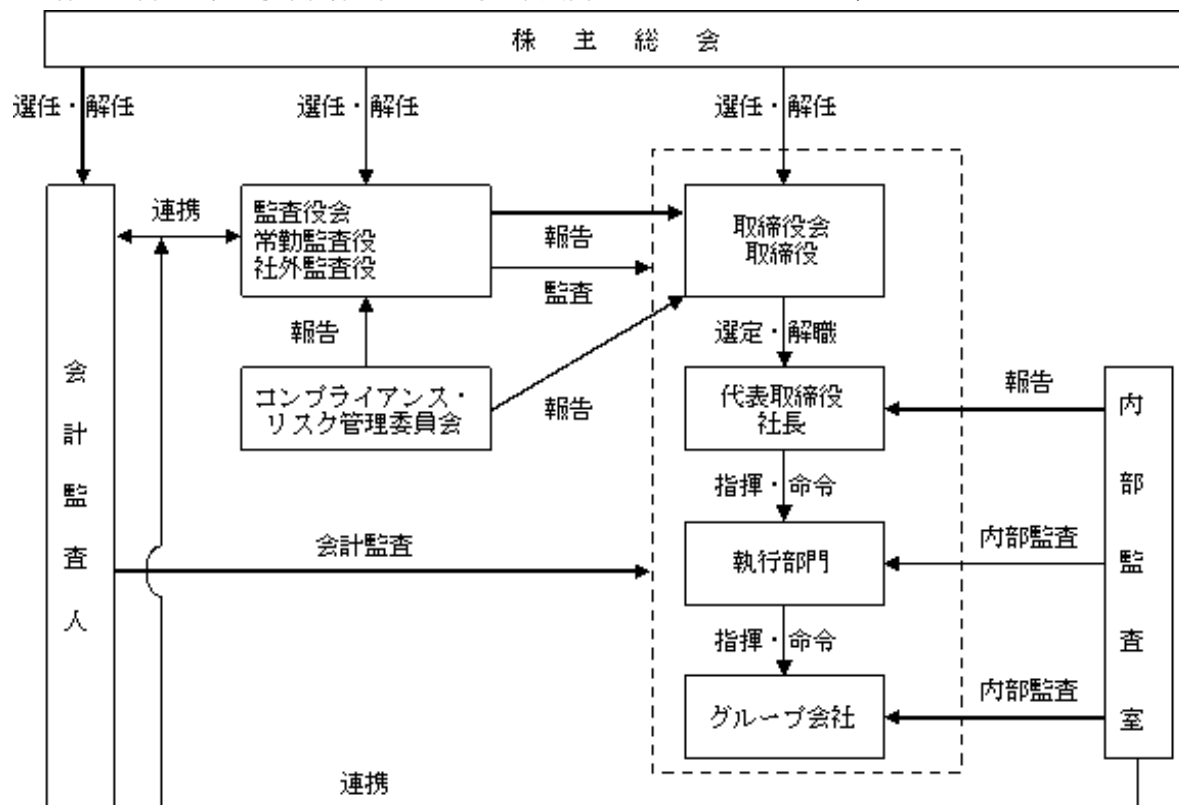 株主総会
選任・解任
選任・解任
選任・解任
連携
監査役会
常勤監査役
社外監査役
報告
監査
取締役会
取締役
報告
選定・解職
コンプライアンス・
リスク管理委員会
報告
代表取締役
社長
報告
指揮・命令
会計監査
執行部門
内部監査
指揮・命令
グループ会社
内部監査
会計監査人
内部監査室
連携